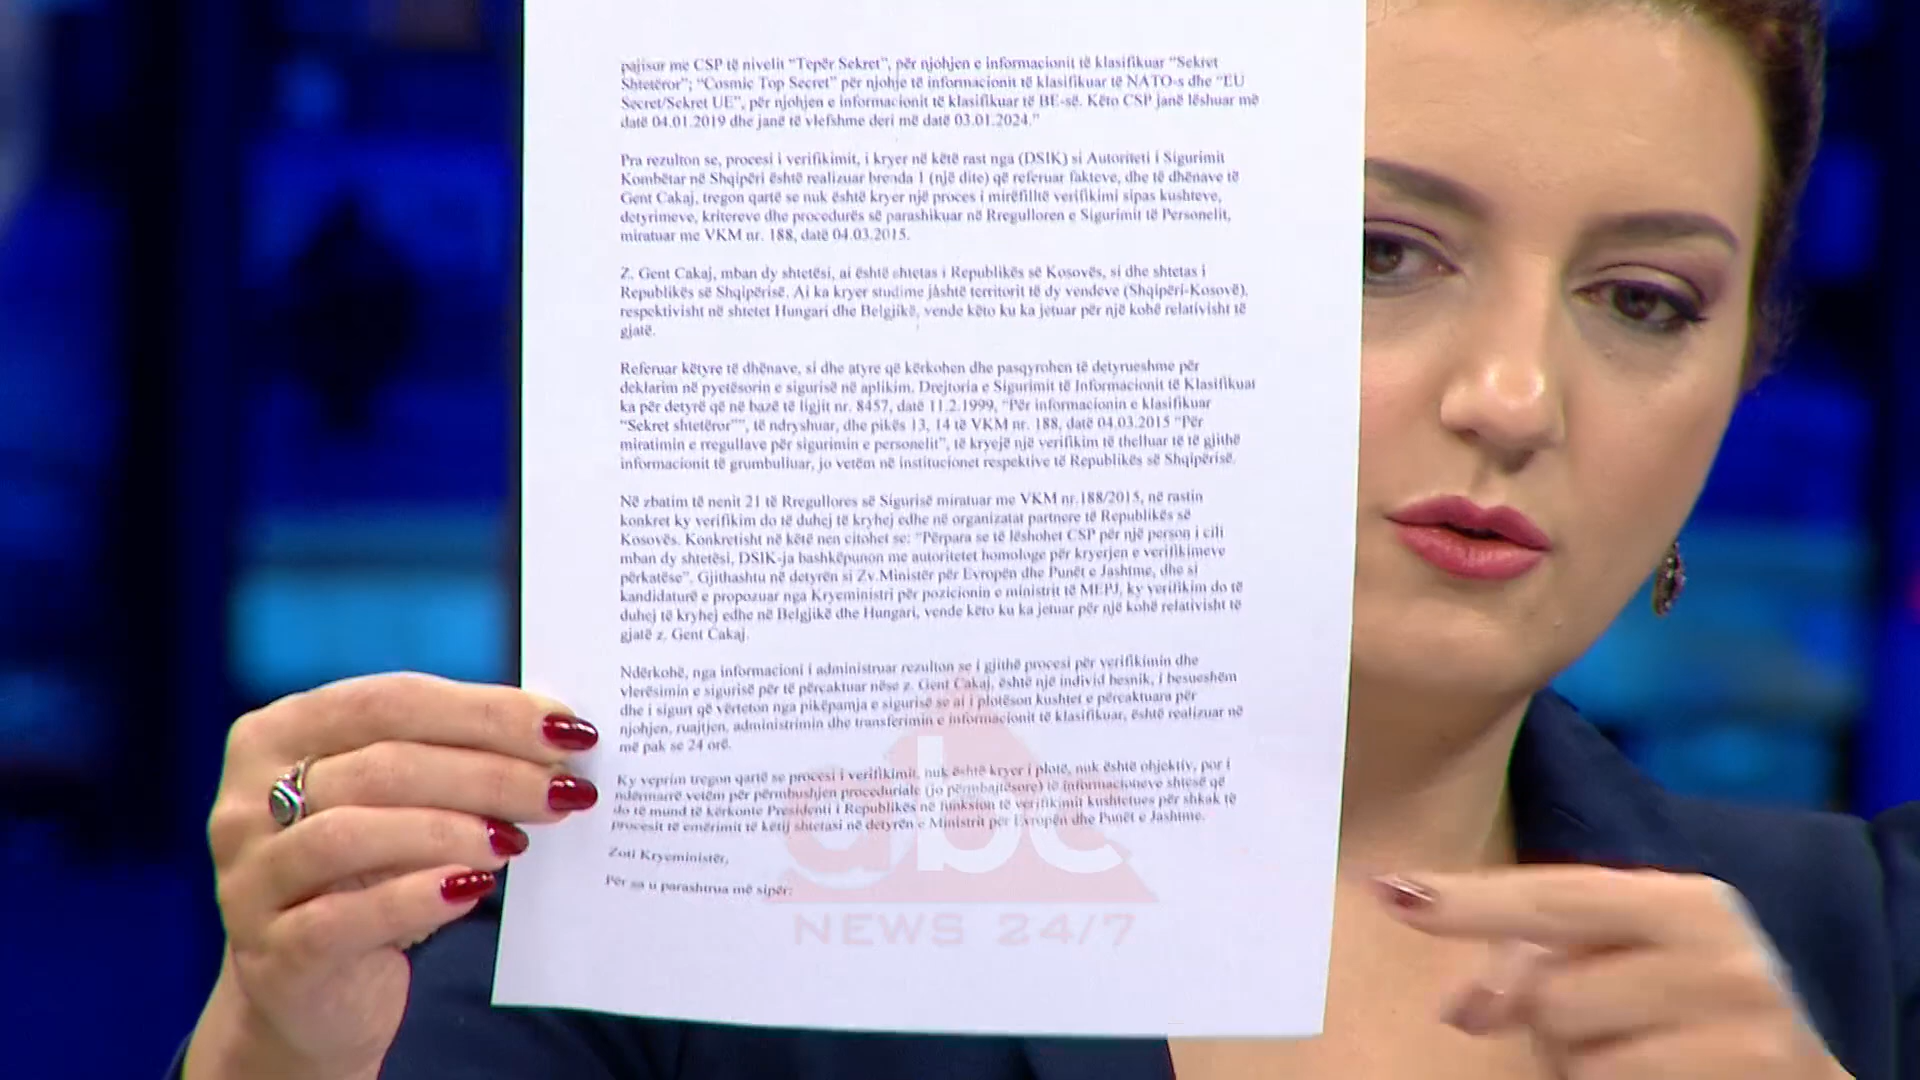 pajisur me CSP të nivelit “Tepër Sekret”, për njohjen e informacionit të klasifikuar “Sekret
Shtetëror”; “Cosmic Top Secret” për njohje të informacionit të klasifikuar të NATO-s dhe “EU
Secret/Sekret UE”, për njohjen e informacionit të klasifikuar të BE-së. Këto CSP janë lëshuar më
datë 04.01.2019 dhe janë të vlefshme deri më datë 03.01.2024.”
Pra rezulton se, procesi i verifikimit, i kryer në këtë rast nga (DSIK) si Autoriteti i Sigurimit
Kombëtar në Shqipëri është realizuar brenda 1 (një dite) që referuar fakteve, dhe të dhënave të
Gent Cakaj, tregon qartë se nuk është kryer një proces i mirëfilltë verifikimi sipas kushteve,
detyrimeve, kritereve dhe procedurës së parashikuar në Rregulloren e Sigurimit të Personelit,
miratuar me VKM nr. 188, datë 04.03.2015.
Z. Gent Cakaj, mban dy shtetësi, ai është shtetas i Republikës së Kosovës, si dhe shtetas i
Republikës së Shqipërisë. Ai ka kryer studime jashtë territorit të dy vendeve (Shqipëri-Kosovë),
respektivisht në shtetet Hungari dhe Belgjikë, vende këto ku ka jetuar për një kohë relativisht të
gjatë.
Referuar këtyre të dhënave, si dhe atyre që kërkohen dhe pasqyrohen të detyrueshme për
deklarim në pyetësorin e sigurisë në aplikim, Drejtoria e Sigurimit të Informacionit të Klasifikuar
ka për detyrë që në bazë të ligjit nr. 8457, datë 11.2.1999, “Për informacionin e klasifikuar
“Sekret shtetëror””, të ndryshuar, dhe pikës 13, 14 të VKM nr. 188, datë 04.03.2015 “Për
miratimin e rregullave për sigurimin e personelit”, të kryejë një verifikim të thelluar të të gjithë
informacionit të grumbulluar, jo vetëm në institucionet respektive të Republikës së Shqipërisë.
Në zbatim të nenit 21 të Rregullores së Sigurisë miratuar me VKM nr.188/2015, në rastin
konkret ky verifikim do të duhej të kryhej edhe në organizatat partnere të Republikës së
Kosovës. Konkretisht në këtë nen citohet se: “Përpara se të lëshohet CSP për një person i cili
mban dy shtetësi, DSIK-ja bashkëpunon me autoritetet homologe për kryerjen e verifikimeve
përkatëse”. Gjithashtu në detyrën si Zv.Ministër për Evropën dhe Punët e Jashtme, dhe si
kandidaturë e propozuar nga Kryeministri për pozicionin e ministrit të MEPJ, ky verifikim do të
duhej të kryhej edhe në Belgjikë dhe Hungari, vende këto ku ka jetuar për një kohë relativisht të
gjatë z. Gent Cakaj.
Ndërkohë, nga informacioni i administruar rezulton se i gjithë procesi për verifikimin dhe
vlerësimin e sigurisë për të përcaktuar nëse z. Gent Cakaj, është një individ besnik, i besueshëm
dhe i sigurt që vërteton nga pikëpamja e sigurisë se ai i plotëson kushtet e përcaktuara për
njohjen, ruajtjen, administrimin dhe transferimin e informacionit të klasifikuar, është realizuar në
më pak se 24 orë.
Ky veprim tregon qartë se procesi i verifikimit, nuk është kryer i plotë, nuk është objektiv, por i
ndërmarrë vetëm për përmbushjen proceduriale (jo përmbajtësore) të informacioneve shtesë që
do të mund të kërkonte Presidenti i Republikës në funksion të verifikimit kushtetues për shkak të
procesit të emërimit të këtij shtetasi në detyrën e Ministrit për Evropën dhe Punët e Jashtme.
Zoti Kryeministër,
Për sa u parashtrua më sipër:
abc
NEWS 24/7